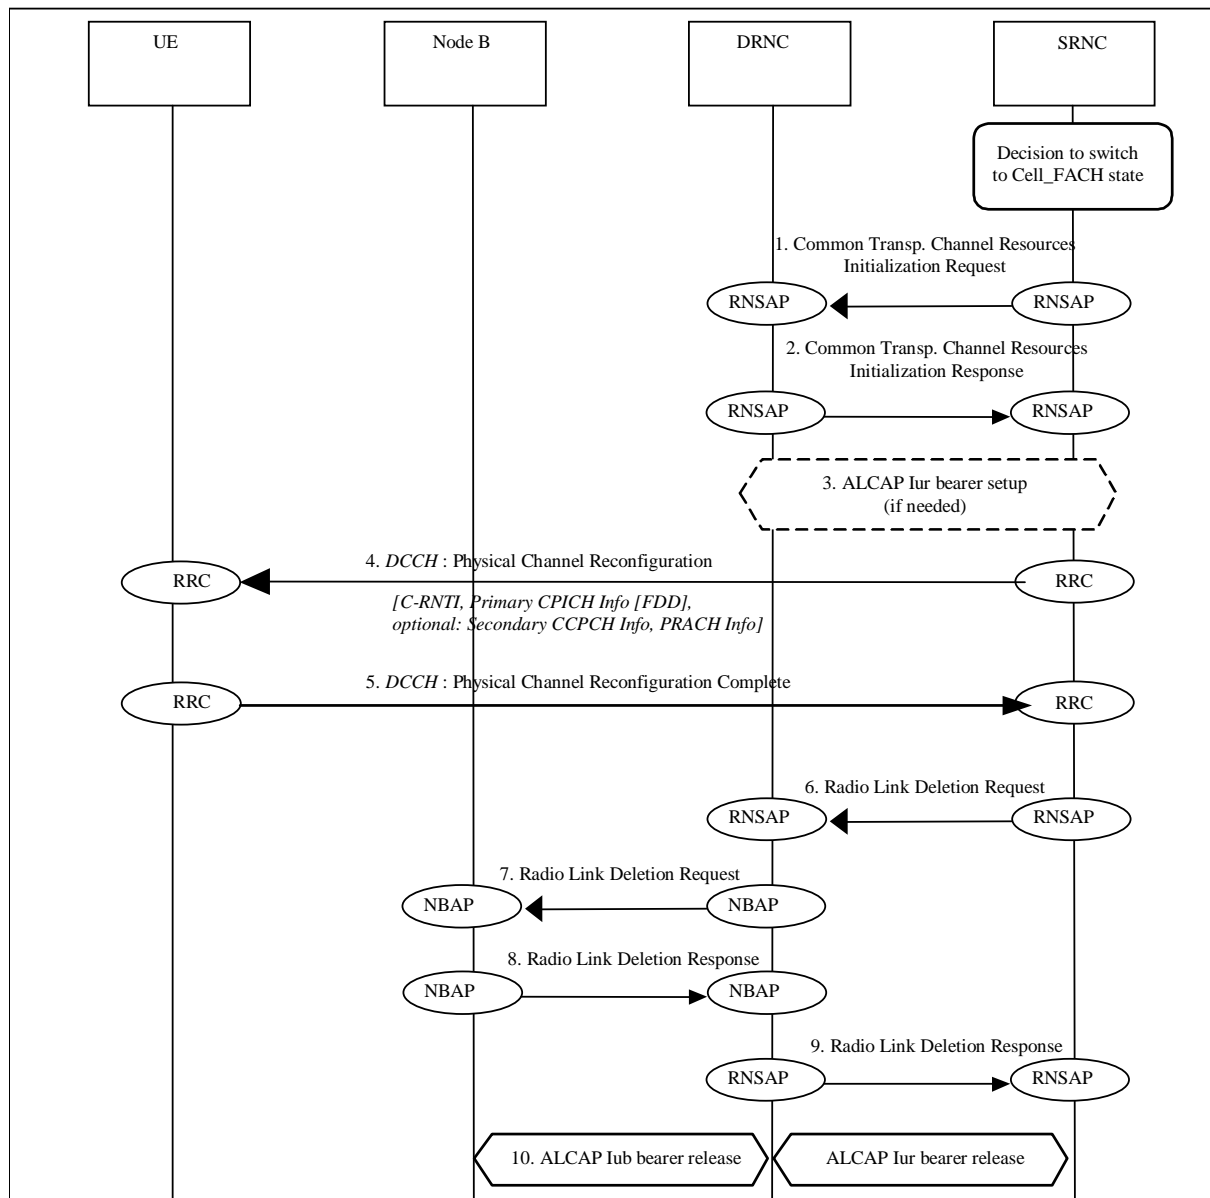 UE
Node B
DRNC
SRNC
Decision to switch
to Cell_FACH state
1. Common Transp. Channel Resources
Initialization Request
RNSAP
RNSAP
2. Common Transp. Channel Resources
Initialization Response
RNSAP
RNSAP
3. ALCAP Iur bearer setup
(if needed)
4. DCCH : Physical Channel Reconfiguration
RRC
RRC
[C-RNTI, Primary CPICH Info [FDD],
optional: Secondary CCPCH Info, PRACH Info]
5. DCCH : Physical Channel Reconfiguration Complete
RRC
RRC
6. Radio Link Deletion Request
RNSAP
RNSAP
7. Radio Link Deletion Request
NBAP
NBAP
8. Radio Link Deletion Response
NBAP
NBAP
9. Radio Link Deletion Response
RNSAP
RNSAP
10. ALCAP Iub bearer release
ALCAP Iur bearer release